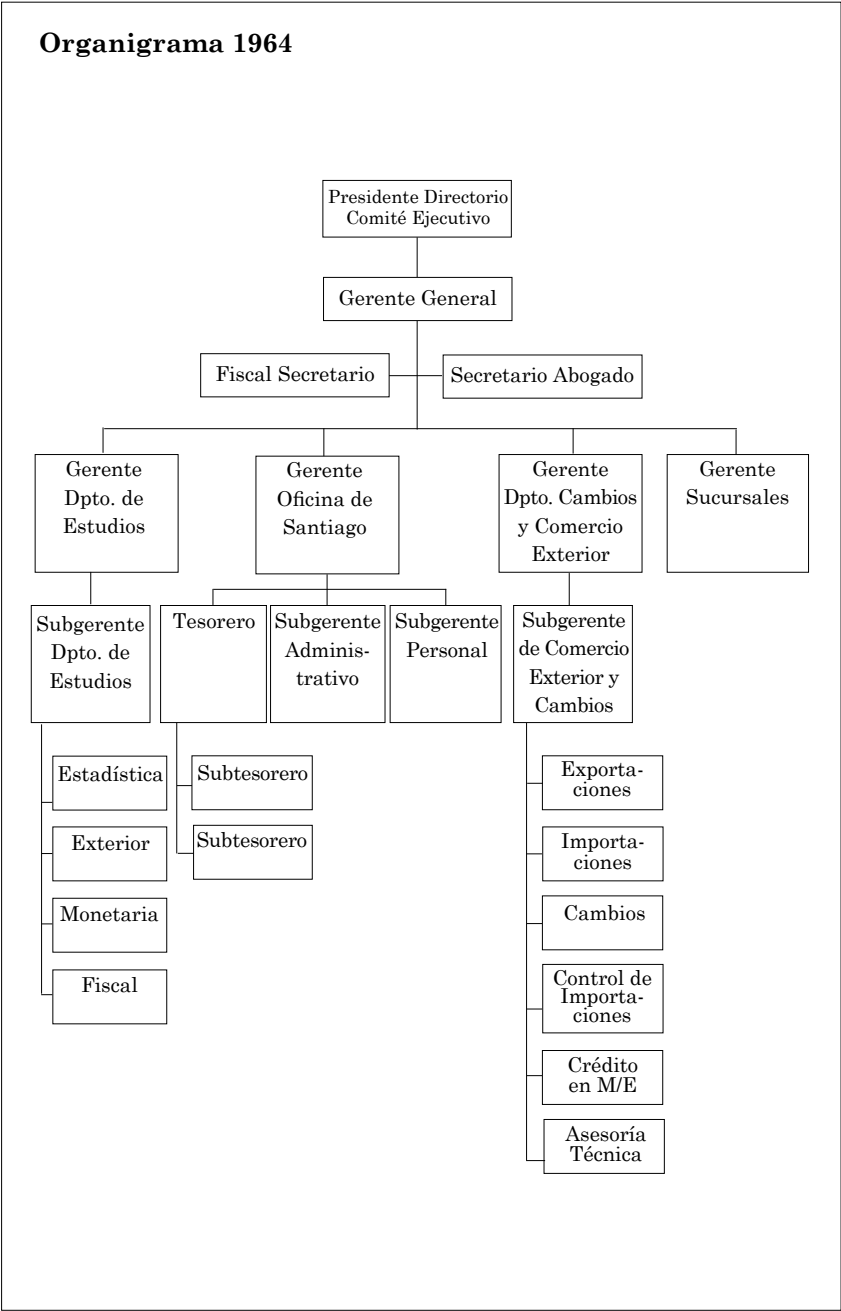 Organigrama 1964
Presidente Directorio
Comité Ejecutivo
Gerente General
Fiscal Secretario
Secretario Abogado
Gerente
Dpto. de
Estudios
Gerente
Oficina de
Santiago
Gerente
Dpto. Cambios
y Comercio
Exterior
Gerente
Sucursales
Subgerente
Dpto. de
Estudios
Tesorero
Subgerente
Adminis-
trativo
Subgerente
Personal
Subgerente
de Comercio
Exterior y
Cambios
Estadística
Exterior
Monetaria
Fiscal
Subtesorero
Subtesorero
Exporta-
ciones
Importa-
ciones
Cambios
Control de
Importa-
ciones
Crédito
en M/E
Asesoría
Técnica